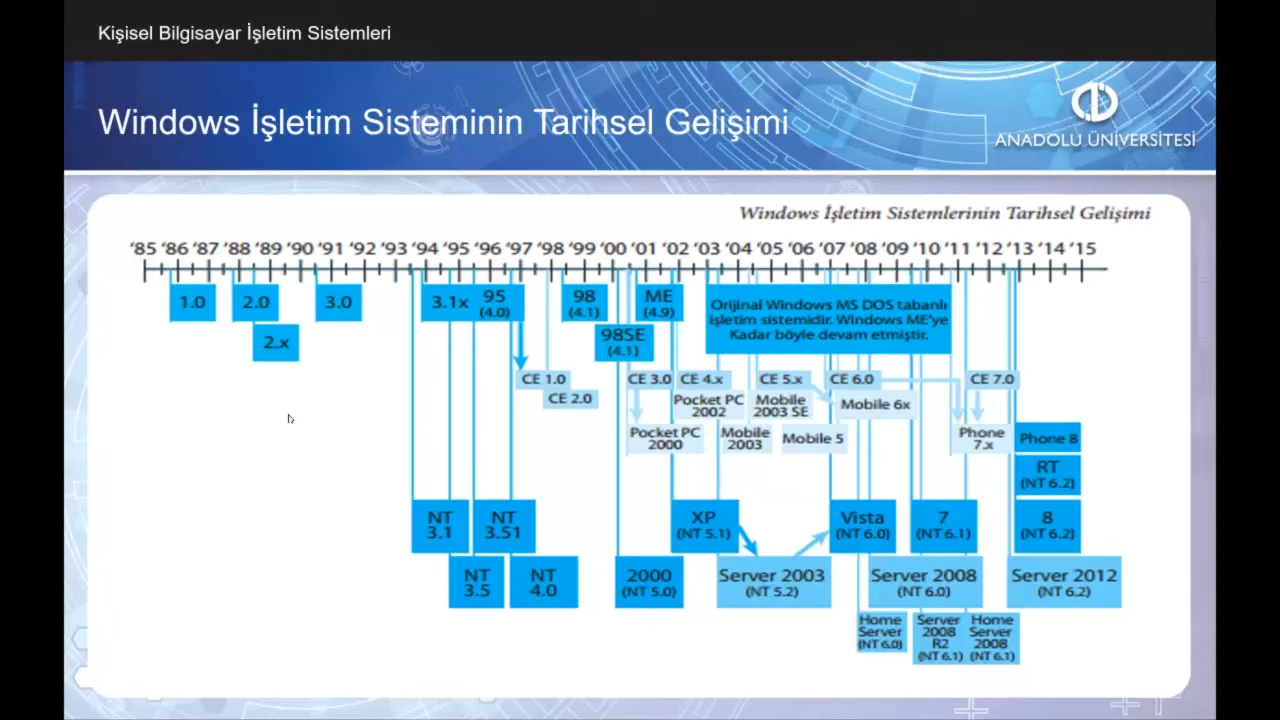 Kişisel Bilgisayar İşletim Sistemleri
Windows İşletim Sisteminin Tarihsel Gelişimi
ANADOLU ÜNİVERSİTESİ
Windows İşletim Sistemlerinin Tarihsel Gelişimi
'85 '86 '87 '88 '89 '90 '91 '92 '93 '94 '95 '96 '97 '98 '99 '00 '01 '02 '03 '04 '05 '06 '07 '08 '09 '10 '11 '12 '13 '14 '15
1.0
2.0
3.0
3.1x
95
(4.0)
98
(4.1)
ME
(4.9)
Orijinal Windows MS DOS tabanlı
işletim sistemidir. Windows ME'ye
Kadar böyle devam etmiştir.
2.x
98SE
(4.1)
CE 1.0
CE 2.0
CE 3.0
CE 4.x
CE 5.x
CE 6.0
CE 7.0
Pocket PC
2002
Mobile
2003 SE
Mobile 6x
Pocket PC
2000
Mobile
2003
Mobile 5
Phone
7.x
Phone 8
RT
(NT 6.2)
NT
3.1
NT
3.51
XP
(NT 5.1)
Vista
(NT 6.0)
7
(NT 6.1)
8
(NT 6.2)
NT
3.5
NT
4.0
2000
(NT 5.0)
Server 2003
(NT 5.2)
Server 2008
(NT 6.0)
Server 2012
(NT 6.2)
Home
Server
(NT 6.0)
Server
2008
R2
(NT 6.1)
Home
Server
2008
(NT 6.1)